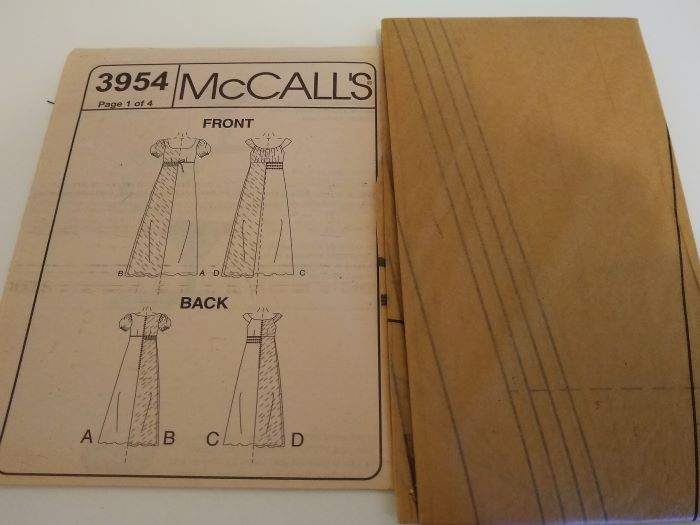 3954 McCALL'S®
Page 1 of 4
FRONT
B A D C
BACK
A B C D